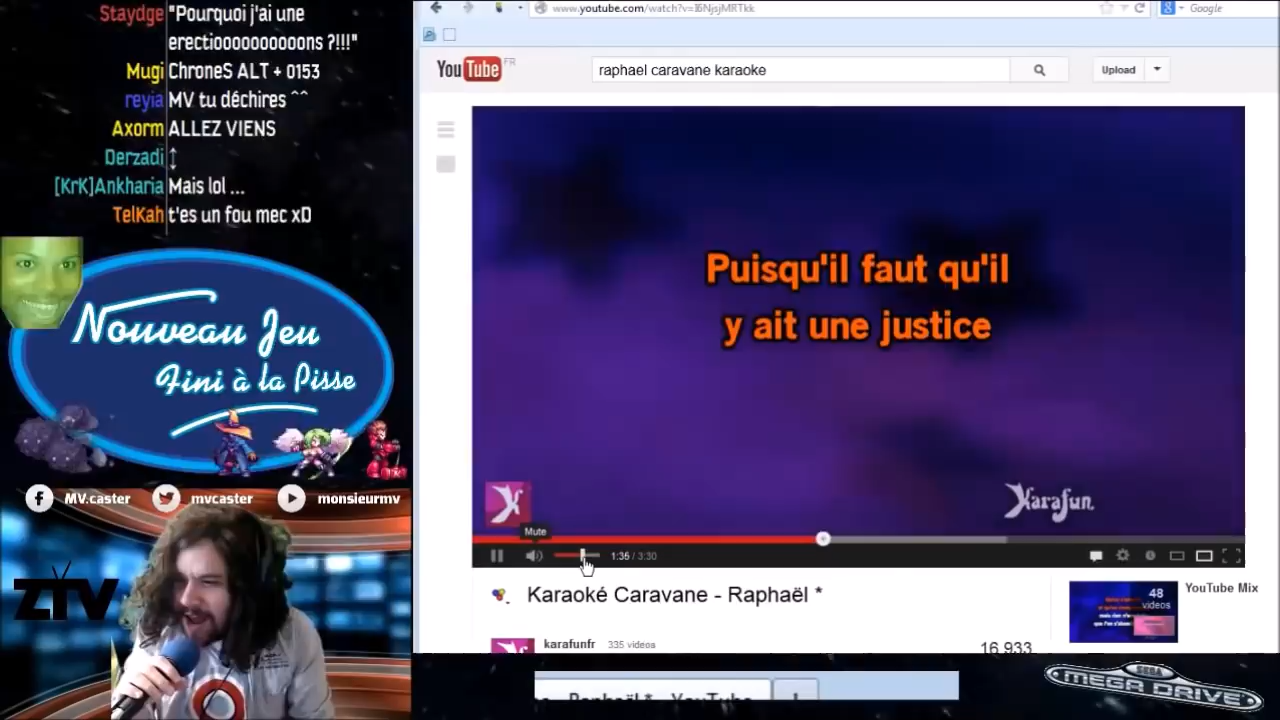 Staydge "Pourquoi j'ai une
erectioooooooooons ?!!!"
Mugi ChroneS ALT + 0153
reyia MV tu déchires ^^
Axorm ALLEZ VIENS
Derzadi ↕
[KrK]Ankharia Mais lol ...
TelKah t'es un fou mec xD
Nouveau Jeu
Fini à la Pisse
MV.caster mvcaster monsieurmv
ZTV
www.youtube.com/watch?v=
Google
YouTube FR
raphael caravane karaoke
Upload
Puisqu'il faut qu'il
y ait une justice
Karafun
Mute
1:36 / 3:30
Karaoké Caravane - Raphaël *
karafunfr 335 videos
16,933
48
videos
YouTube Mix
Raphaël * - YouTube
SEGA
MEGA DRIVE